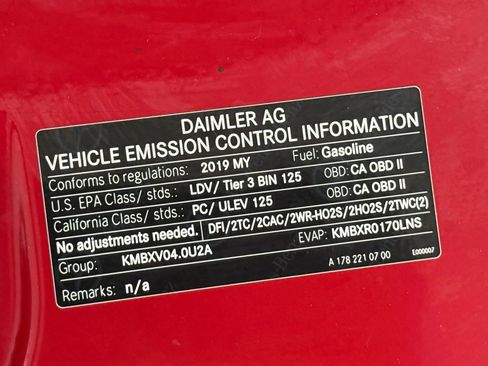 DAIMLER AG
VEHICLE EMISSION CONTROL INFORMATION
Conforms to regulations: 2019 MY Fuel: Gasoline
U.S. EPA Class/ stds.: LDV/ Tier 3 BIN 125 OBD: CA OBD II
California Class/ stds.: PC/ ULEV 125 OBD: CA OBD II
No adjustments needed. DFI/2TC/2CAC/2WR-HO2S/2HO2S/2TWC(2)
Group: KMBXV04.0U2A EVAP: KMBXR0170LNS
Remarks: n/a A 178 221 07 00 E000007